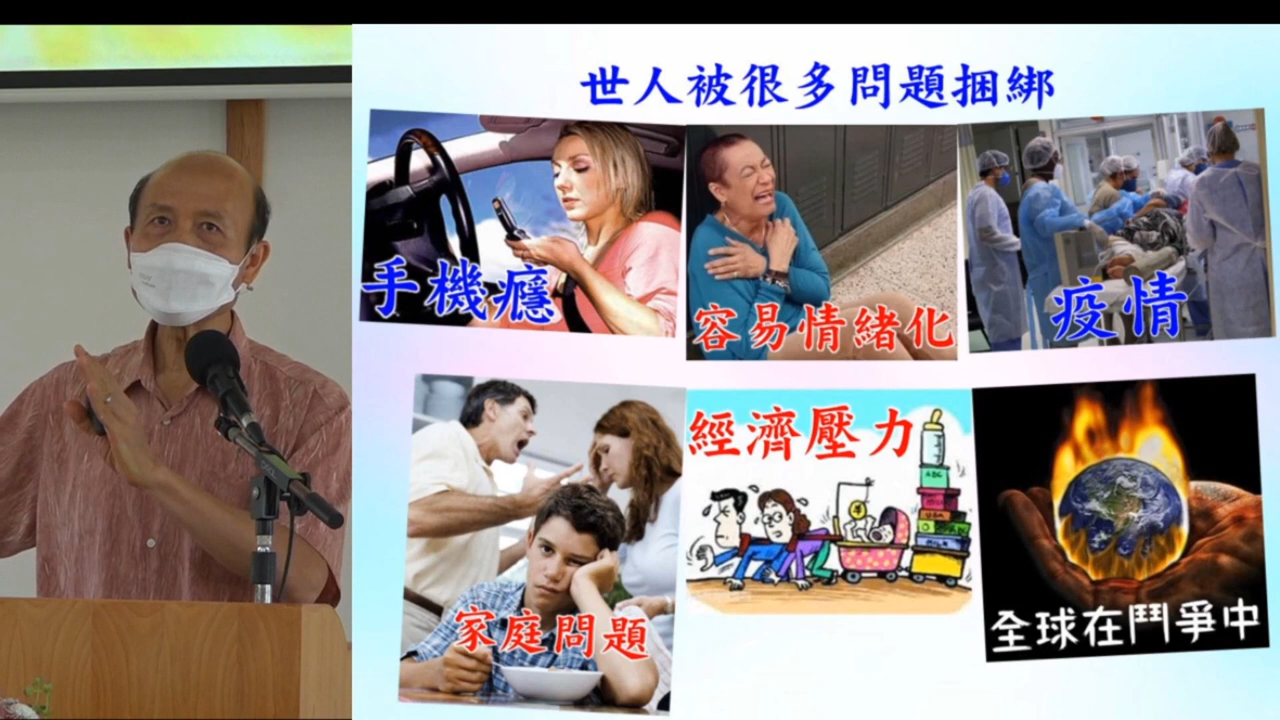 世人被很多問題捆綁
手機癮
容易情緒化
疫情
家庭問題
經濟壓力
全球在鬥爭中